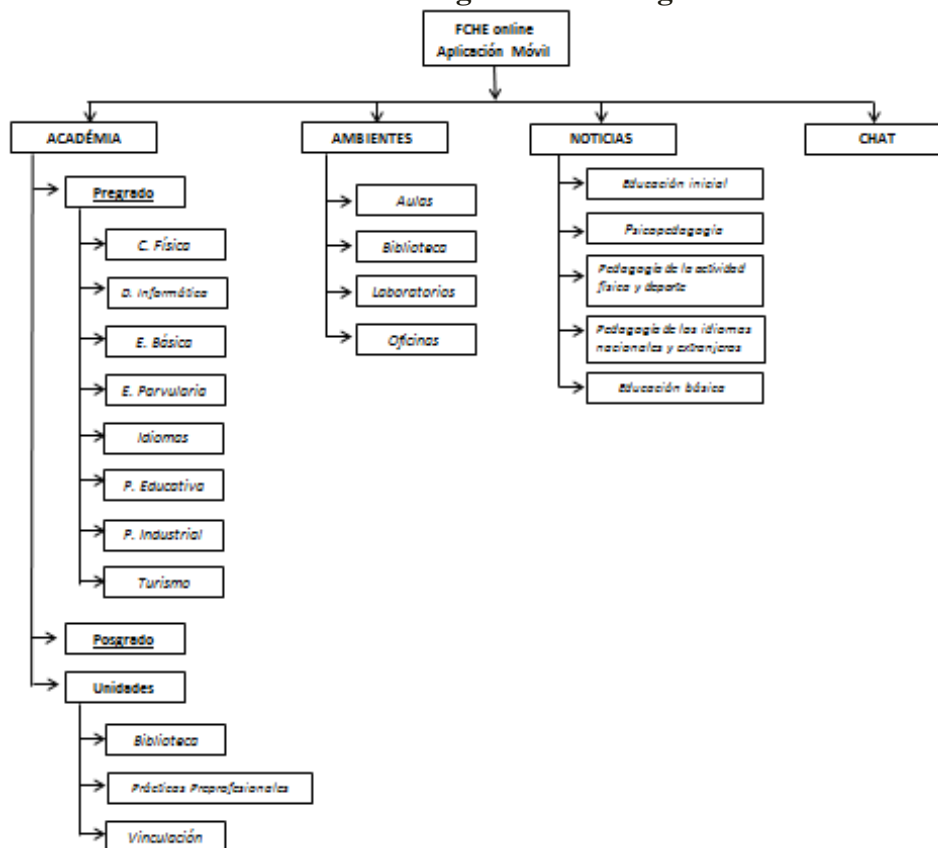 FCHE online
Aplicación Móvil
ACADÉMIA
AMBIENTES
NOTICIAS
CHAT
Pregrado
C. Física
D. Informática
E. Básica
E. Parvularia
Idiomas
P. Educativa
P. Industrial
Turismo
Posgrado
Unidades
Biblioteca
Prácticas Preprofesionales
Vinculación
Aulas
Biblioteca
Laboratorios
Oficinas
Educación inicial
Psicopedagogía
Pedagogía de la actividad
física y deporte
Pedagogía de los idiomas
nacionales y extranjeros
Educación básica